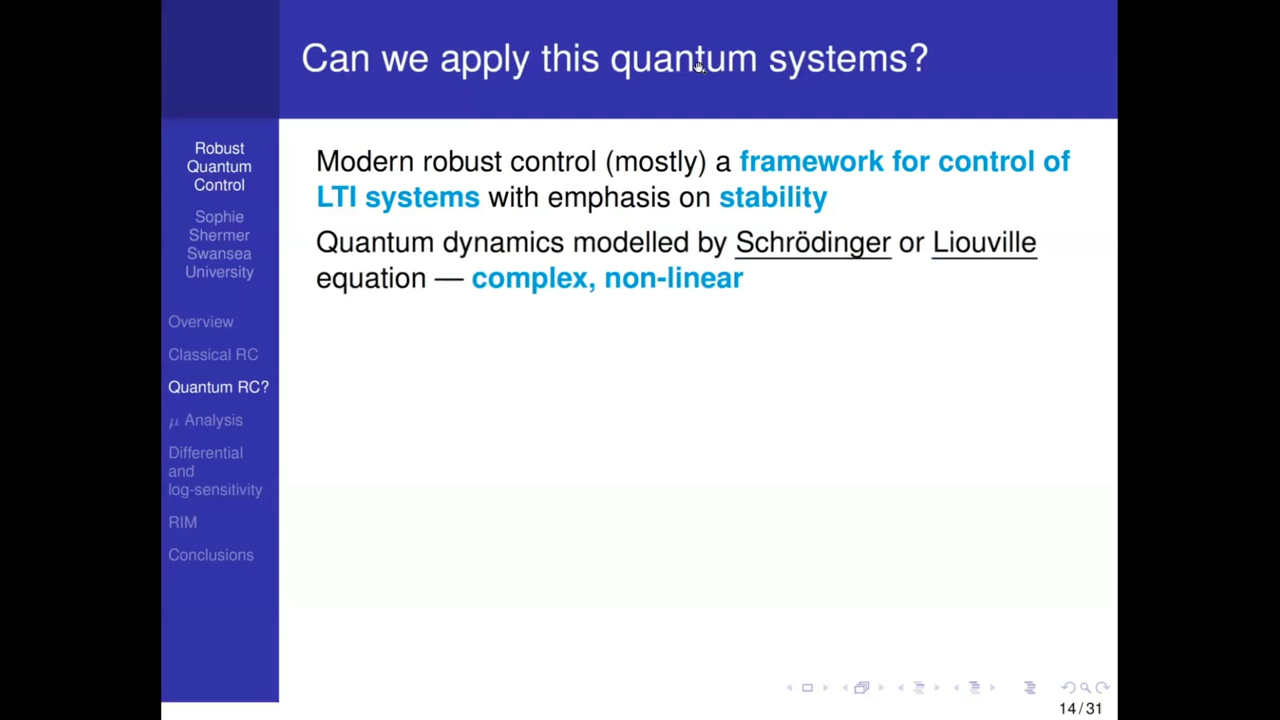 Can we apply this quantum systems?
Robust
Quantum
Control
Sophie
Shermer
Swansea
University
Overview
Classical RC
Quantum RC?
μ Analysis
Differential
and
log-sensitivity
RIM
Conclusions
Modern robust control (mostly) a framework for control of
LTI systems with emphasis on stability
Quantum dynamics modelled by Schrödinger or Liouville
equation — complex, non-linear
14/31